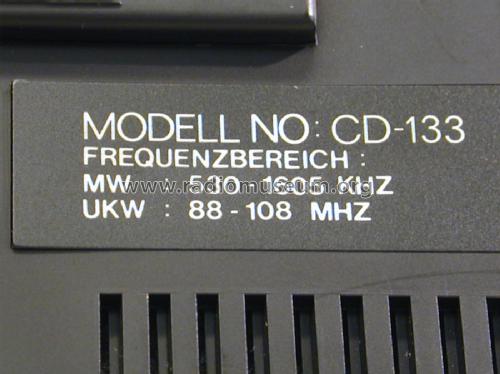 MODELL NO: CD-133
FREQUENZBEREICH :
MW : 530-1605 KHZ
www.radiomuseum.org
UKW : 88-108 MHZ